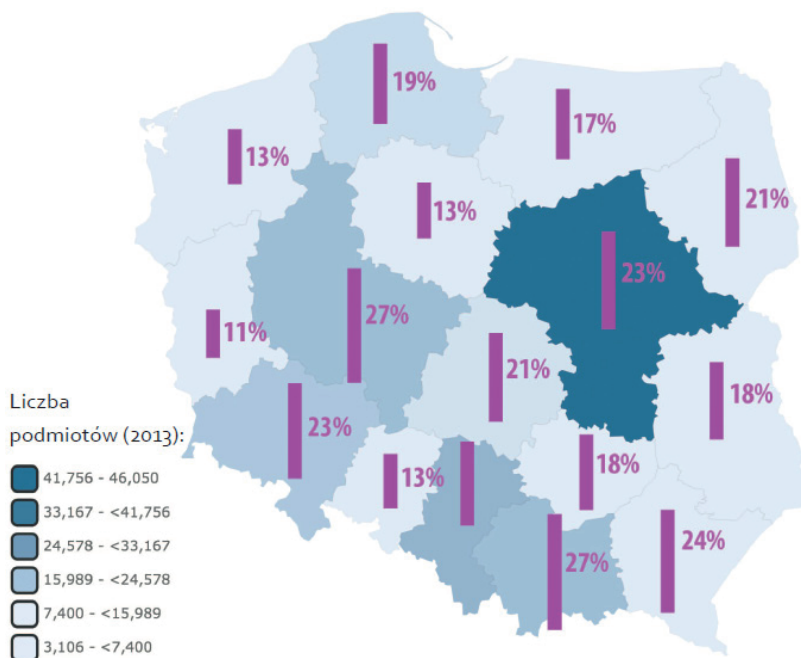 19%
17%
13%
21%
13%
23%
27%
11%
21%
18%
23%
18%
13%
24%
27%
Liczba
podmiotów (2013):
41,756 - 46,050
33,167 - <41,756
24,578 - <33,167
15,989 - <24,578
7,400 - <15,989
3,106 - <7,400